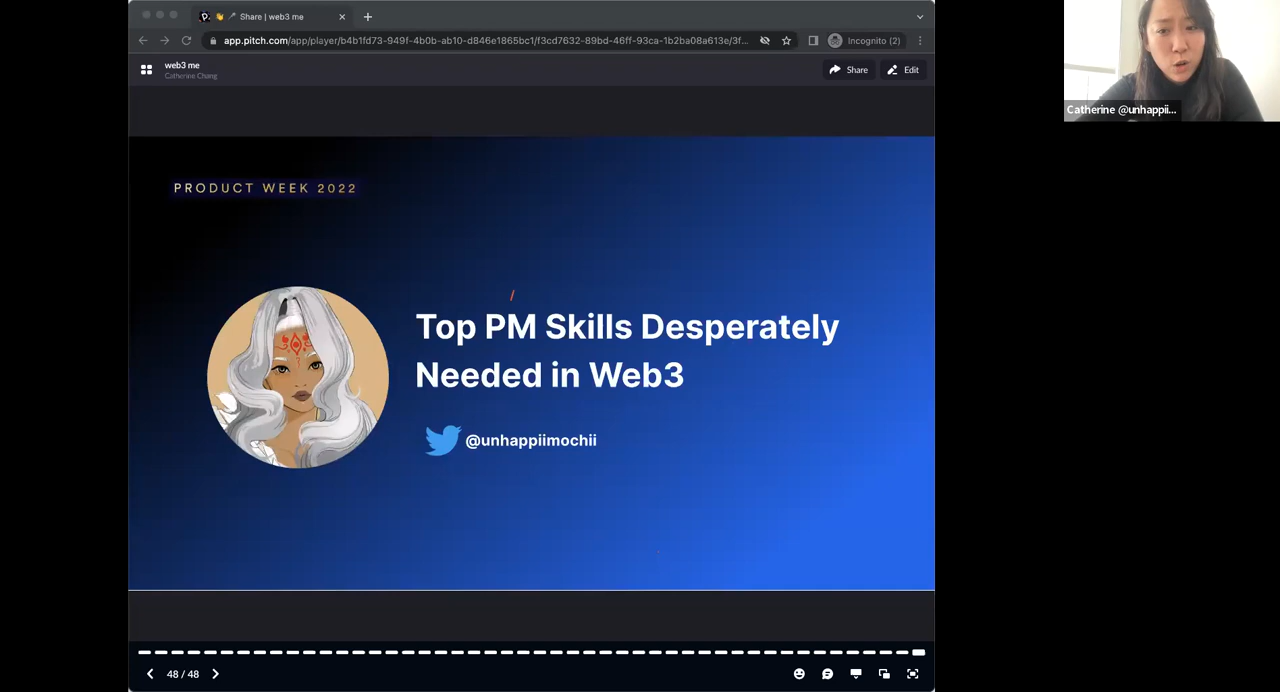 Share | web3 me
app.pitch.com/app/player/b4b1fd73-949f-4b0b-ab10-d846e1865bc1/f3cd7632-89bd-46ff-93ca-1b2ba08a613e/3f...
Incognito (2)
web3 me
Catherine Chang
Share
Edit
Catherine @unhappii...
PRODUCT WEEK 2022
Top PM Skills Desperately
Needed in Web3
@unhappiimochii
48 / 48